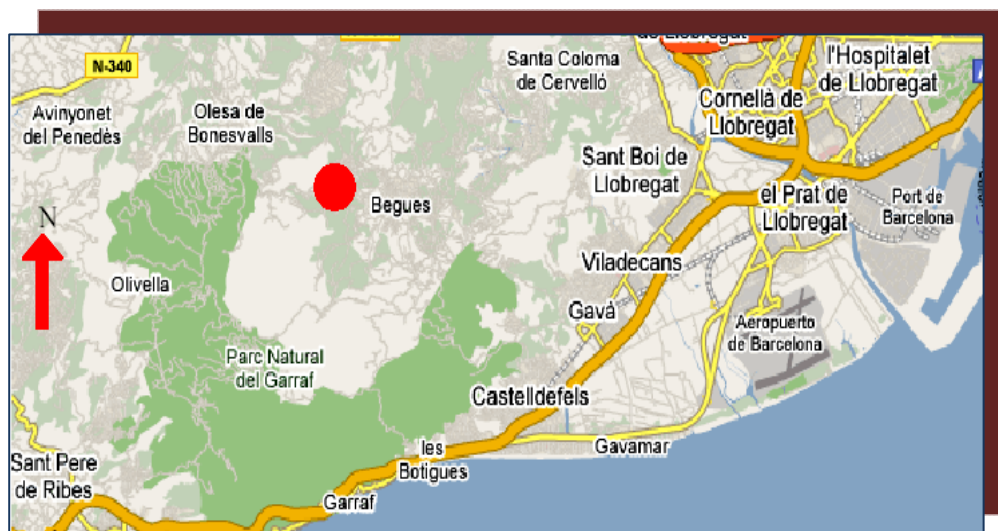 de Llobregat
N-340
Santa Coloma
de Cervelló
l'Hospitalet
de Llobregat
Avinyonet
del Penedès
Olesa de
Bonesvalls
Cornellà de
Llobregat
Sant Boi de
Llobregat
Begues
el Prat de
Llobregat
Port de
Barcelona
N
Olivella
Viladecans
Gavà
Aeropuerto
de Barcelona
Parc Natural
del Garraf
Castelldefels
Gavamar
les
Botigues
Sant Pere
de Ribes
Garraf